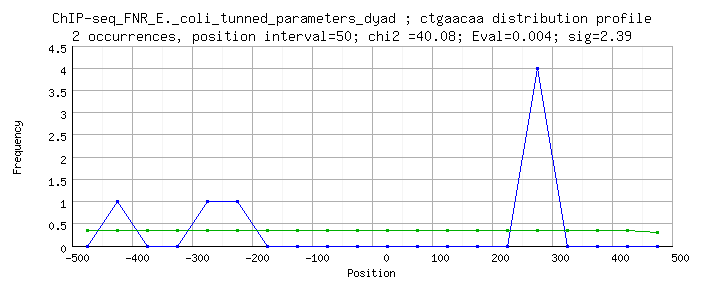 ChIP-seq_FNR_E._coli_tunned_parameters_dyad ; ctgaacaa distribution profile
2 occurrences, position interval=50; chi2 =40.08; Eval=0.004; sig=2.39
4.5
4
3.5
3
2.5
2
1.5
1
0.5
0
Frequency
-500 -400 -300 -200 -100 0 100 200 300 400 500
Position